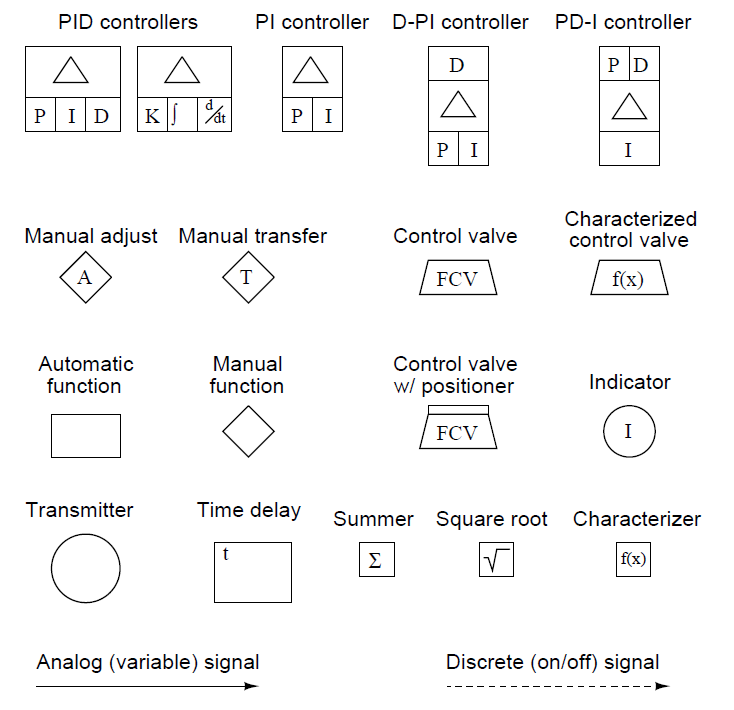 PID controllers
PI controller
D-PI controller
PD-I controller
P I D
K ∫ d/dt
P I
D
P I
P D
I
Manual adjust
Manual transfer
Control valve
Characterized
control valve
A
T
FCV
f(x)
Automatic
function
Manual
function
Control valve
w/ positioner
Indicator
FCV
I
Transmitter
Time delay
Summer
Square root
Characterizer
t
Σ
√
f(x)
Analog (variable) signal
Discrete (on/off) signal